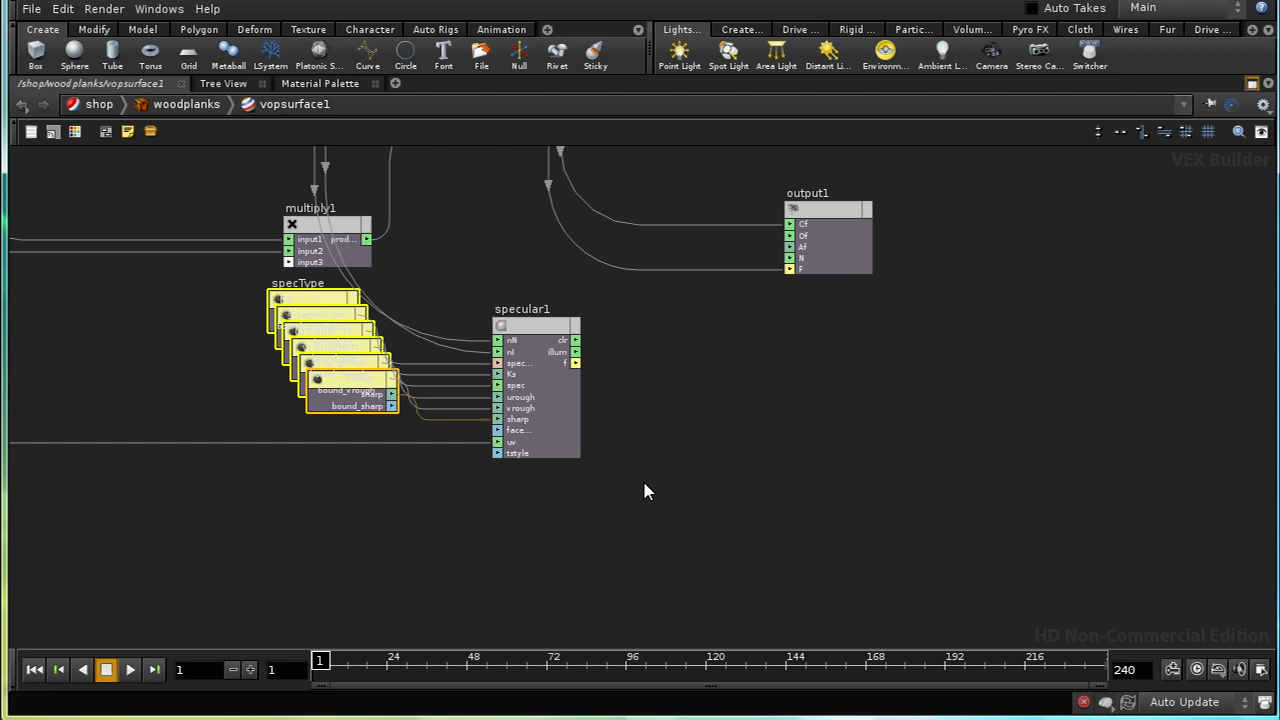 File Edit Render Windows Help Auto Takes Main
Create Modify Model Polygon Deform Texture Character Auto Rigs Animation Lights... Create... Drive ... Rigid ... Partic... Volum... Pyro FX Cloth Wires Fur Drive ...
Box Sphere Tube Torus Grid Metaball LSystem Platonic S... Curve Circle Font File Null Rivet Sticky Point Light Spot Light Area Light Distant Li... Environm... Ambient L... Camera Stereo Ca... Switcher
/shop/woodplanks/vopsurface1 Tree View Material Palette
shop woodplanks vopsurface1
VEX Builder
multiply1
input1 prod...
input2
input3
output1
Cf
Of
Af
N
F
specType
bound_vrough
sharp
bound_sharp
specular1
nN clr
nI illum
spec... f
Ks
spec
urough
vrough
sharp
face...
uv
tstyle
HD Non-Commercial Edition
1 1 1 24 48 72 96 120 144 168 192 216 240
Auto Update